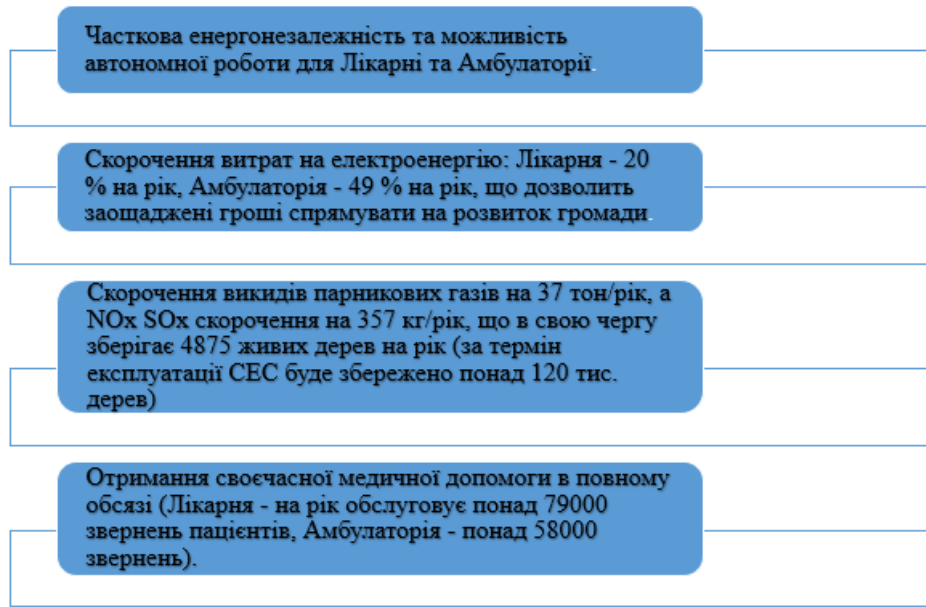 Часткова енергонезалежність та можливість
автономної роботи для Лікарні та Амбулаторії.
Скорочення витрат на електроенергію: Лікарня - 20
% на рік, Амбулаторія - 49 % на рік, що дозволить
заощаджені гроші спрямувати на розвиток громади.
Скорочення викидів парникових газів на 37 тон/рік, а
NOx SOx скорочення на 357 кг/рік, що в свою чергу
зберігає 4875 живих дерев на рік (за термін
експлуатації СЕС буде збережено понад 120 тис.
дерев)
Отримання своєчасної медичної допомоги в повному
обсязі (Лікарня - на рік обслуговує понад 79000
звернень пацієнтів, Амбулаторія - понад 58000
звернень).